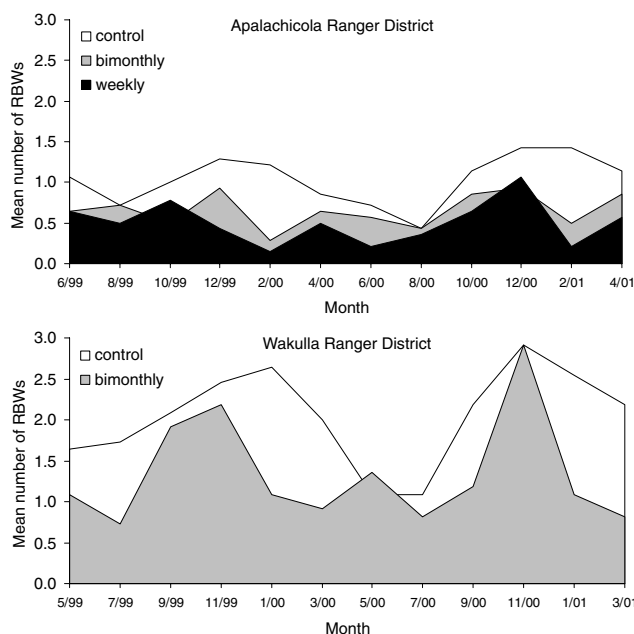 Apalachicola Ranger District
control
bimonthly
weekly
Mean number of RBWs
3.0
2.5
2.0
1.5
1.0
0.5
0.0
6/99 8/99 10/99 12/99 2/00 4/00 6/00 8/00 10/00 12/00 2/01 4/01
Month
Wakulla Ranger District
control
bimonthly
Mean number of RBWs
3.0
2.5
2.0
1.5
1.0
0.5
0.0
5/99 7/99 9/99 11/99 1/00 3/00 5/00 7/00 9/00 11/00 1/01 3/01
Month